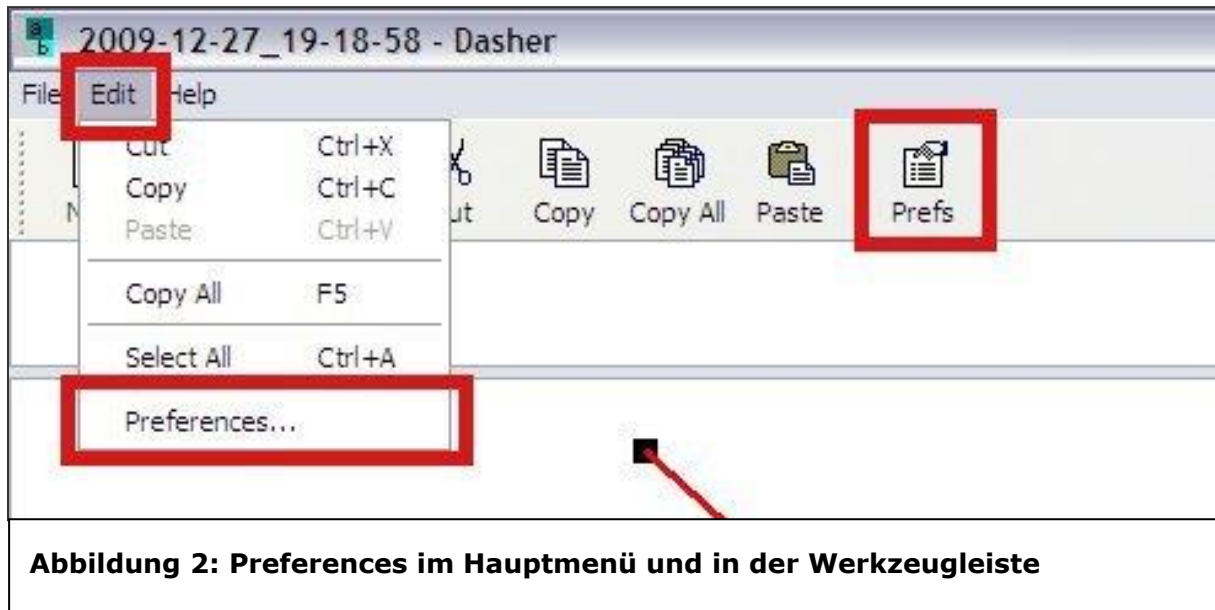 a
b
2009-12-27_19-18-58 - Dasher
File Edit Help
Cut Ctrl+X
Copy Ctrl+C
Paste Ctrl+V
Copy All F5
Select All Ctrl+A
Preferences...
Copy Copy All Paste Prefs
Abbildung 2: Preferences im Hauptmenü und in der Werkzeugleiste